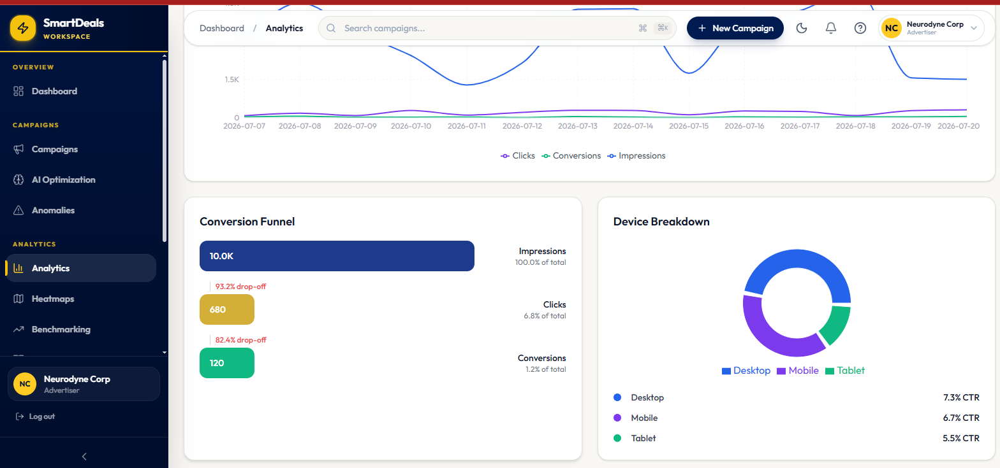 SmartDeals
WORKSPACE
OVERVIEW
Dashboard
CAMPAIGNS
Campaigns
AI Optimization
Anomalies
ANALYTICS
Analytics
Heatmaps
Benchmarking
NC
Neurodyne Corp
Advertiser
Log out
Dashboard / Analytics
Search campaigns...
⌘ ⌘K
+ New Campaign
NC
Neurodyne Corp
Advertiser
1.5K
0
2026-07-07 2026-07-08 2026-07-09 2026-07-10 2026-07-11 2026-07-12 2026-07-13 2026-07-14 2026-07-15 2026-07-16 2026-07-17 2026-07-18 2026-07-19 2026-07-20
Clicks Conversions Impressions
Conversion Funnel
10.0K
Impressions
100.0% of total
93.2% drop-off
680
Clicks
6.8% of total
82.4% drop-off
120
Conversions
1.2% of total
Device Breakdown
Desktop Mobile Tablet
Desktop 7.3% CTR
Mobile 6.7% CTR
Tablet 5.5% CTR